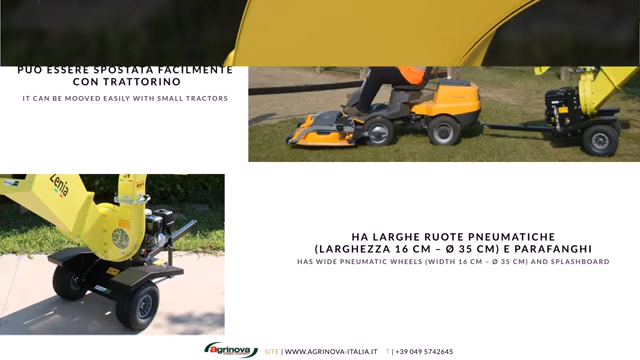 PUÒ ESSERE SPOSTATA FACILMENTE
CON TRATTORINO
IT CAN BE MOOVED EASILY WITH SMALL TRACTORS
Zenia
HA LARGHE RUOTE PNEUMATICHE
(LARGHEZZA 16 CM – Ø 35 CM) E PARAFANGHI
HAS WIDE PNEUMATIC WHEELS (WIDTH 16 CM – Ø 35 CM) AND SPLASHBOARD
agrinova
SITE | WWW.AGRINOVA-ITALIA.IT T | +39 049 5742645